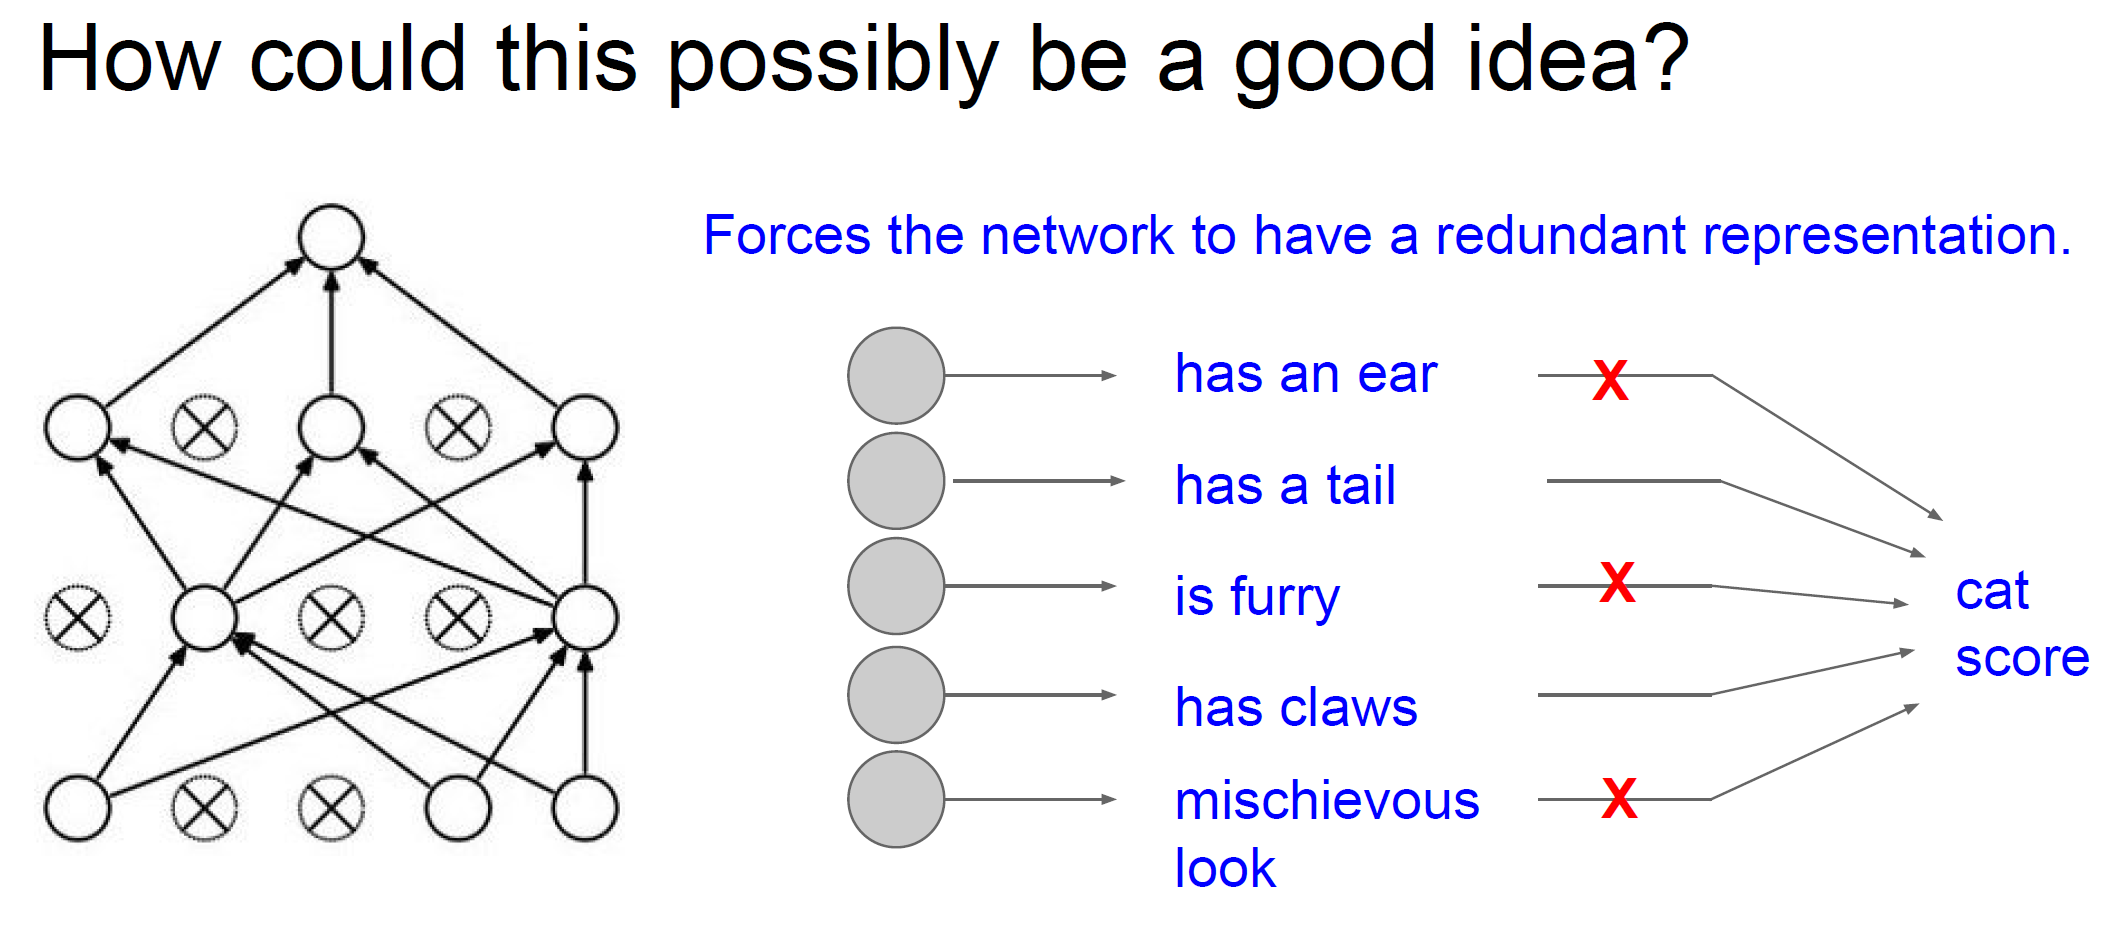 How could this possibly be a good idea?
Forces the network to have a redundant representation.
has an ear
X
has a tail
is furry
X
has claws
mischievous
look
X
cat
score